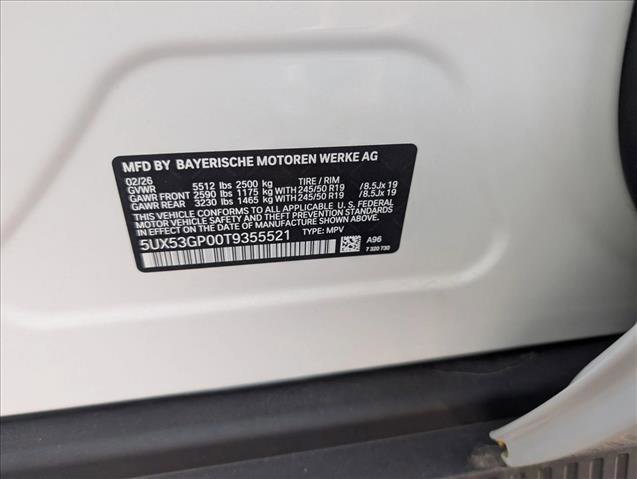 MFD BY BAYERISCHE MOTOREN WERKE AG
02/26
GVWR 5512 lbs 2500 kg TIRE / RIM
GAWR FRONT 2590 lbs 1175 kg WITH 245/50 R19 /8.5Jx 19
GAWR REAR 3230 lbs 1465 kg WITH 245/50 R19 /8.5Jx 19
THIS VEHICLE CONFORMS TO ALL APPLICABLE U. S. FEDERAL
MOTOR VEHICLE SAFETY AND THEFT PREVENTION STANDARDS
IN EFFECT ON THE DATE OF MANUFACTURE SHOWN ABOVE.
5UX53GP00T9355521 TYPE: MPV A96
7 320 730